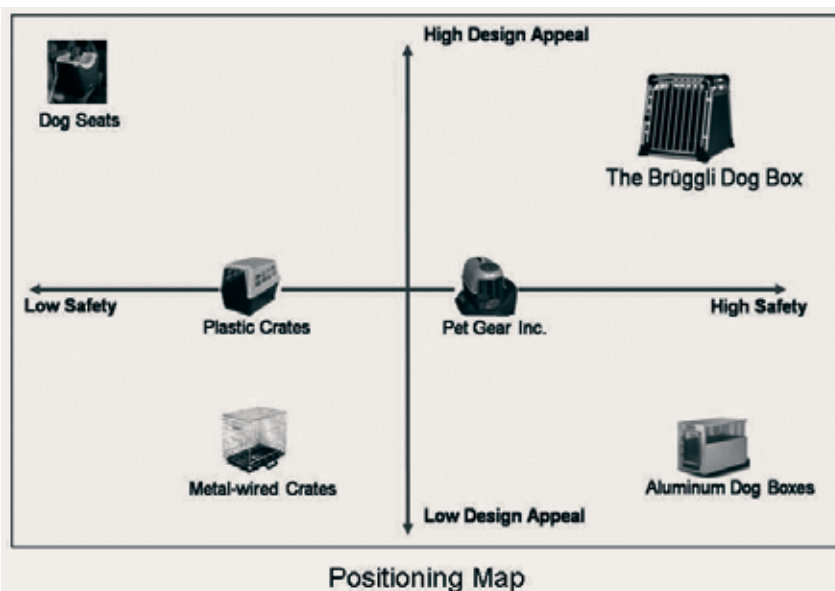 High Design Appeal
Dog Seats
The Brüggli Dog Box
Low Safety
High Safety
Plastic Crates
Pet Gear Inc.
Metal-wired Crates
Aluminum Dog Boxes
Low Design Appeal
Positioning Map